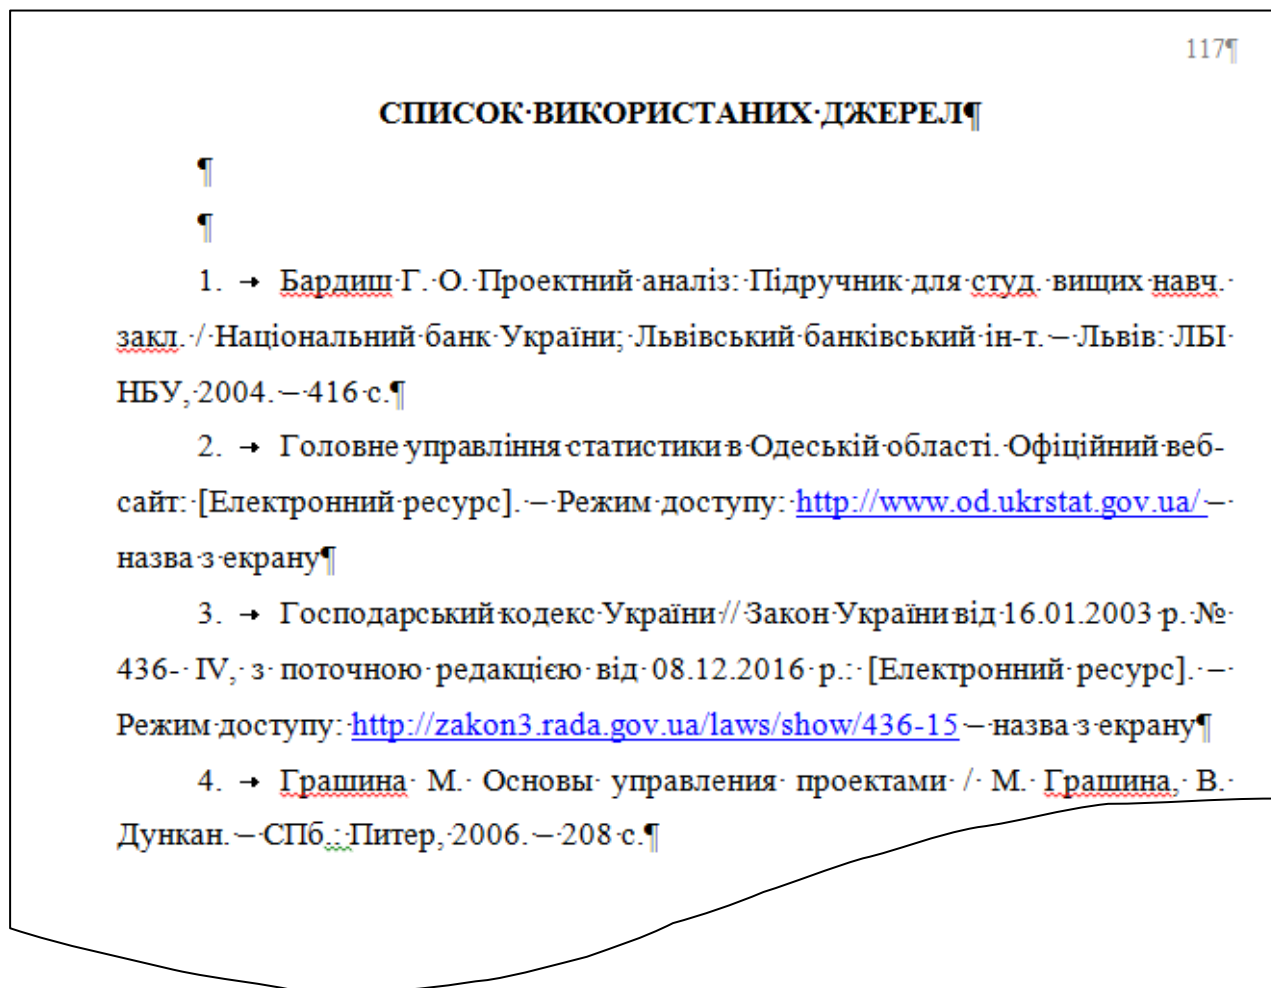 117¶
СПИСОК·ВИКОРИСТАНИХ·ДЖЕРЕЛ¶
¶
¶
1. → Бардиш·Г.·О.·Проектний·аналіз:·Підручник·для·студ.·вищих·навч.·
закл.·/·Національний·банк·України;·Львівський·банківський·ін-т.·–·Львів:·ЛБІ·
НБУ,·2004.·–·416·с.¶
2. → Головне·управління·статистики·в·Одеській·області.·Офіційний·веб-
сайт:·[Електронний·ресурс].·–·Режим·доступу:·http://www.od.ukrstat.gov.ua/·–·
назва·з·екрану¶
3. → Господарський·кодекс·України·//·Закон·України·від·16.01.2003·р.·№·
436-·IV,·з·поточною·редакцією·від·08.12.2016·р.:·[Електронний·ресурс].·–·
Режим·доступу:·http://zakon3.rada.gov.ua/laws/show/436-15·–·назва·з·екрану¶
4. → Грашина·М.·Основы·управления·проектами·/·М.·Грашина,·В.·
Дункан.·–·СПб.:·Питер,·2006.·–·208·с.¶